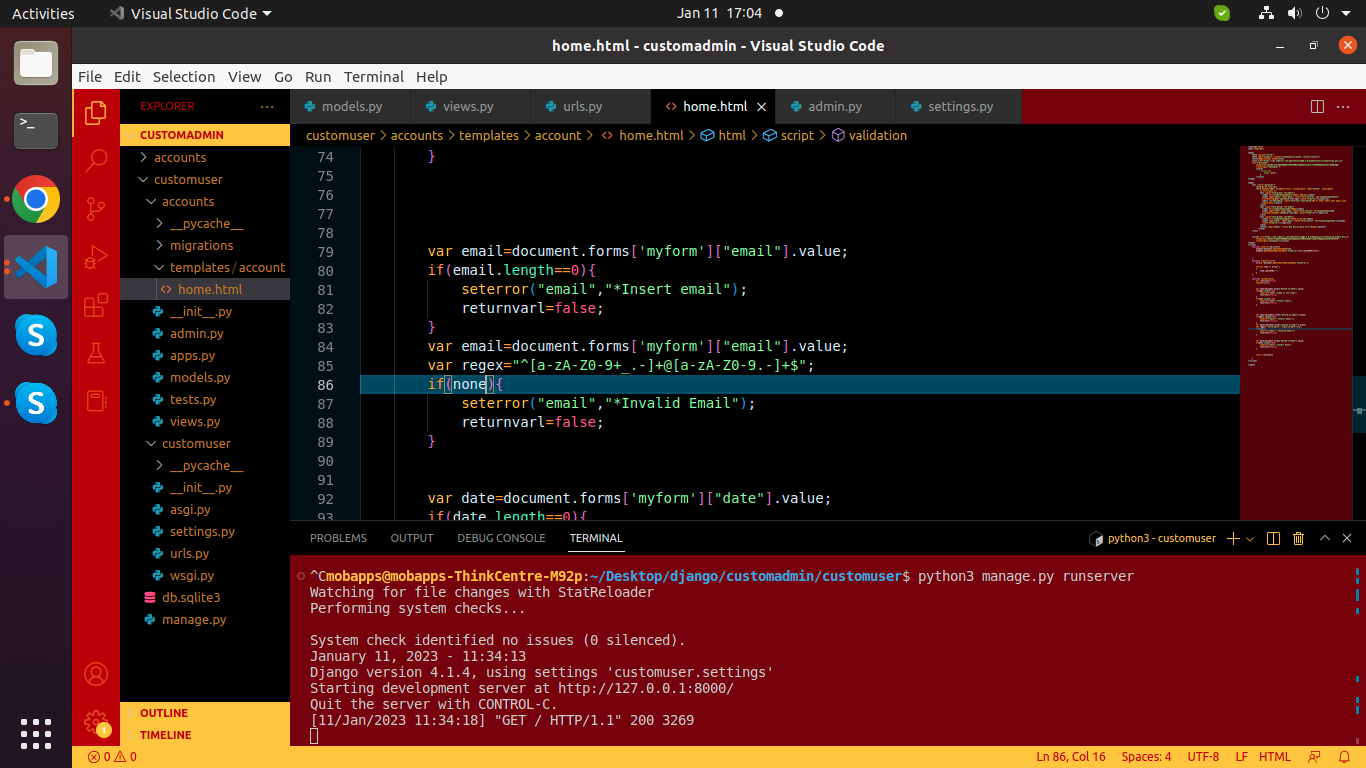 Activities
Visual Studio Code
Jan 11 17:04
home.html - customadmin - Visual Studio Code
File Edit Selection View Go Run Terminal Help
EXPLORER
models.py
views.py
urls.py
home.html
admin.py
settings.py
CUSTOMADMIN
customuser > accounts > templates > account > <> home.html > html > script > validation
accounts
customuser
accounts
__pycache__
migrations
templates / account
<> home.html
__init__.py
admin.py
apps.py
models.py
tests.py
views.py
customuser
__pycache__
__init__.py
asgi.py
settings.py
urls.py
wsgi.py
db.sqlite3
manage.py
OUTLINE
TIMELINE
74 }
75
76
77
78
79 var email=document.forms['myform']["email"].value;
80 if(email.length==0){
81 seterror("email","*Insert email");
82 returnvarl=false;
83 }
84 var email=document.forms['myform']["email"].value;
85 var regex="^[a-zA-Z0-9+_.-]+@[a-zA-Z0-9.-]+$";
86 if(none){
87 seterror("email","*Invalid Email");
88 returnvarl=false;
89 }
90
91
92 var date=document.forms['myform']["date"].value;
93 if(date.length==0){
PROBLEMS OUTPUT DEBUG CONSOLE TERMINAL
python3 - customuser
^Cmobapps@mobapps-ThinkCentre-M92p:~/Desktop/django/customadmin/customuser$ python3 manage.py runserver
Watching for file changes with StatReloader
Performing system checks...
System check identified no issues (0 silenced).
January 11, 2023 - 11:34:13
Django version 4.1.4, using settings 'customuser.settings'
Starting development server at http://127.0.0.1:8000/
Quit the server with CONTROL-C.
[11/Jan/2023 11:34:18] "GET / HTTP/1.1" 200 3269
1
0 0
Ln 86, Col 16 Spaces: 4 UTF-8 LF HTML